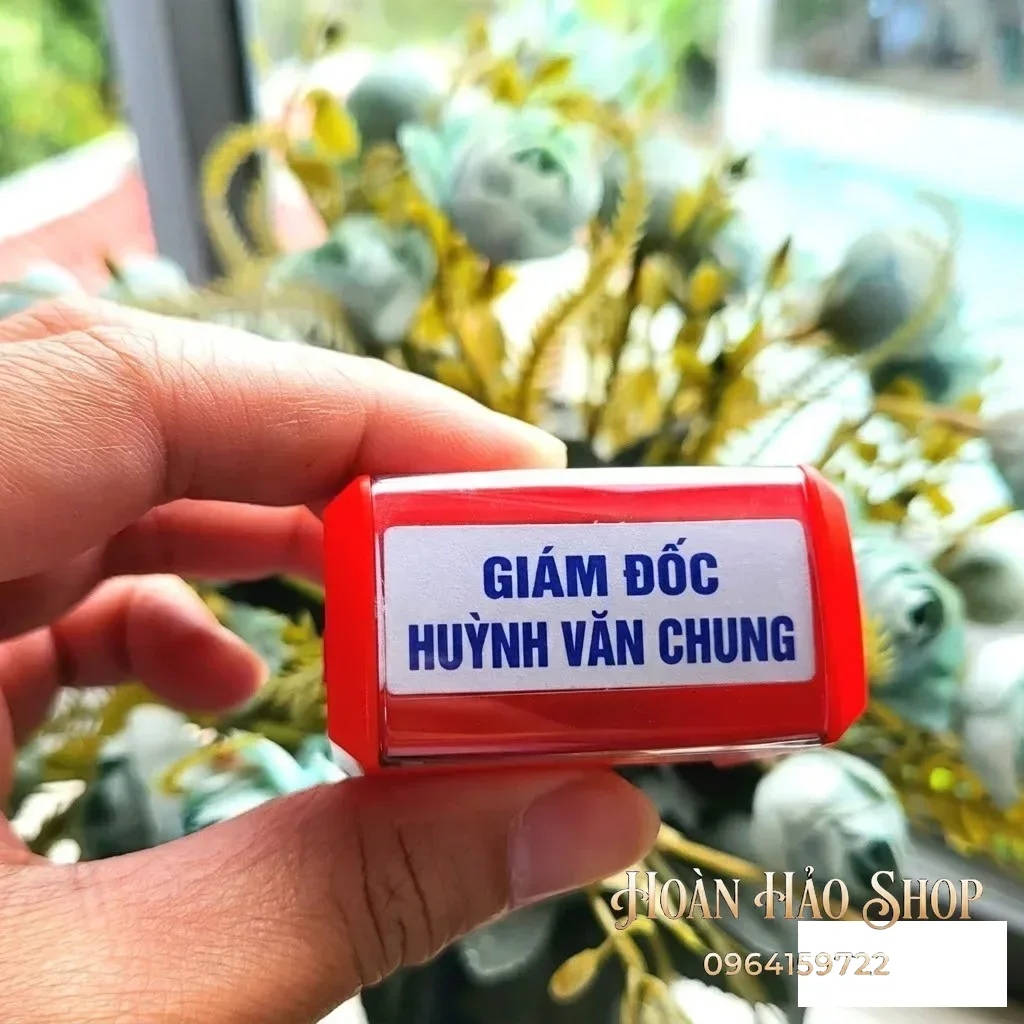 GIÁM ĐỐC
HUỲNH VĂN CHUNG
Hoàn Hảo Shop
0964159722